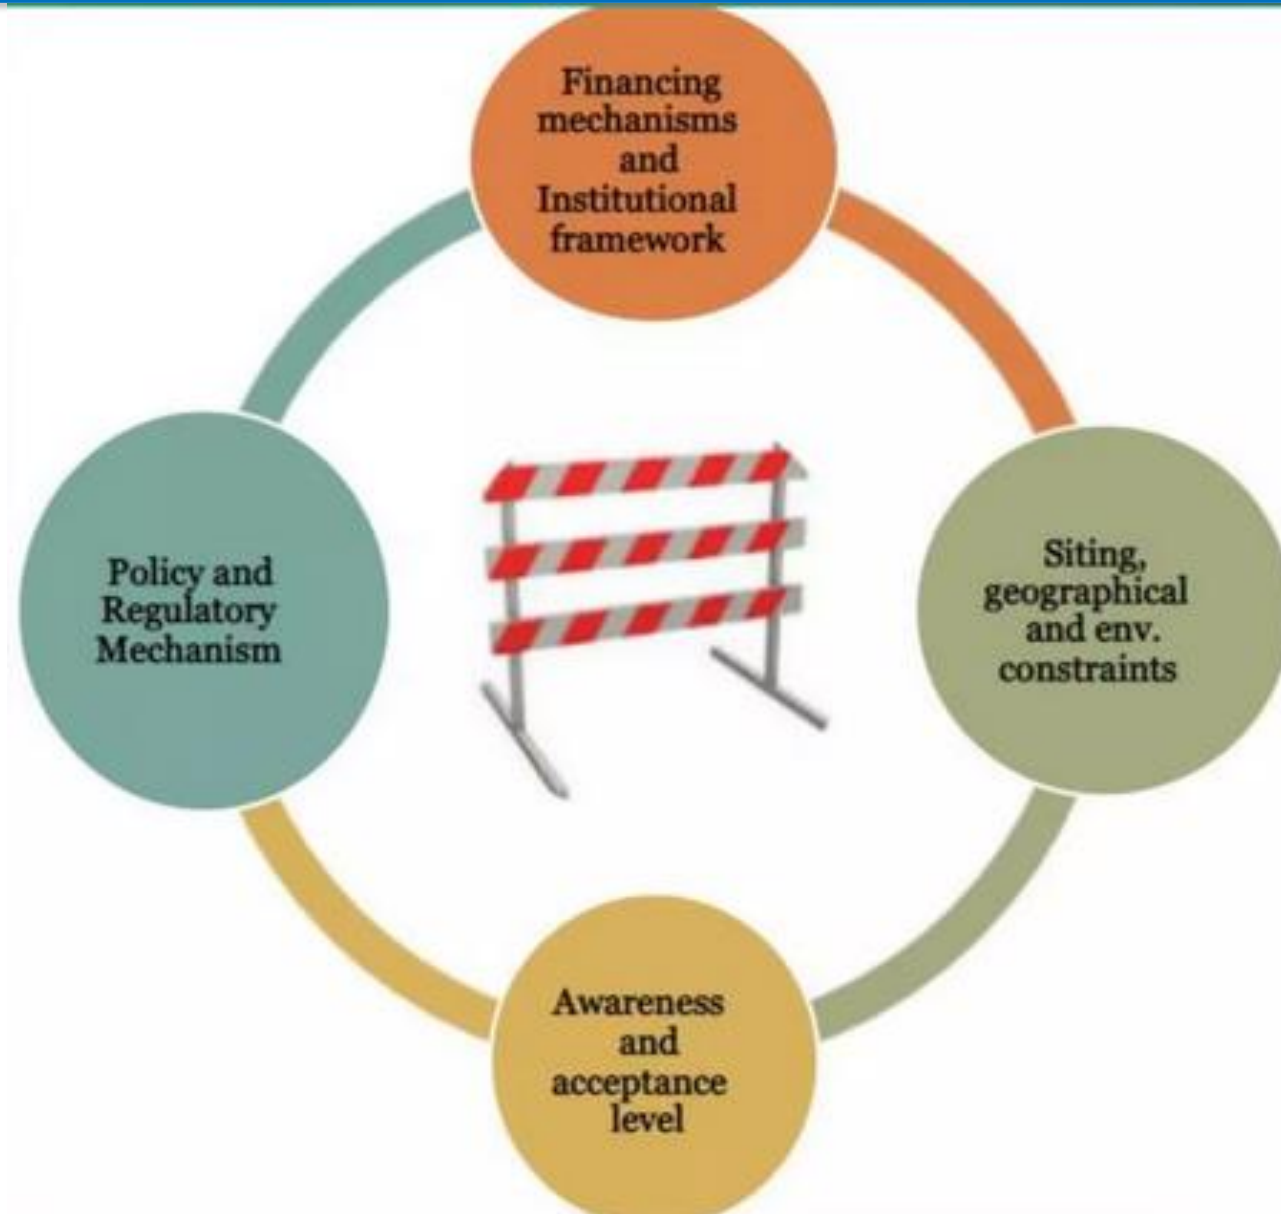 Financing
mechanisms
and
Institutional
framework
Policy and
Regulatory
Mechanism
Siting,
geographical
and env.
constraints
Awareness
and
acceptance
level